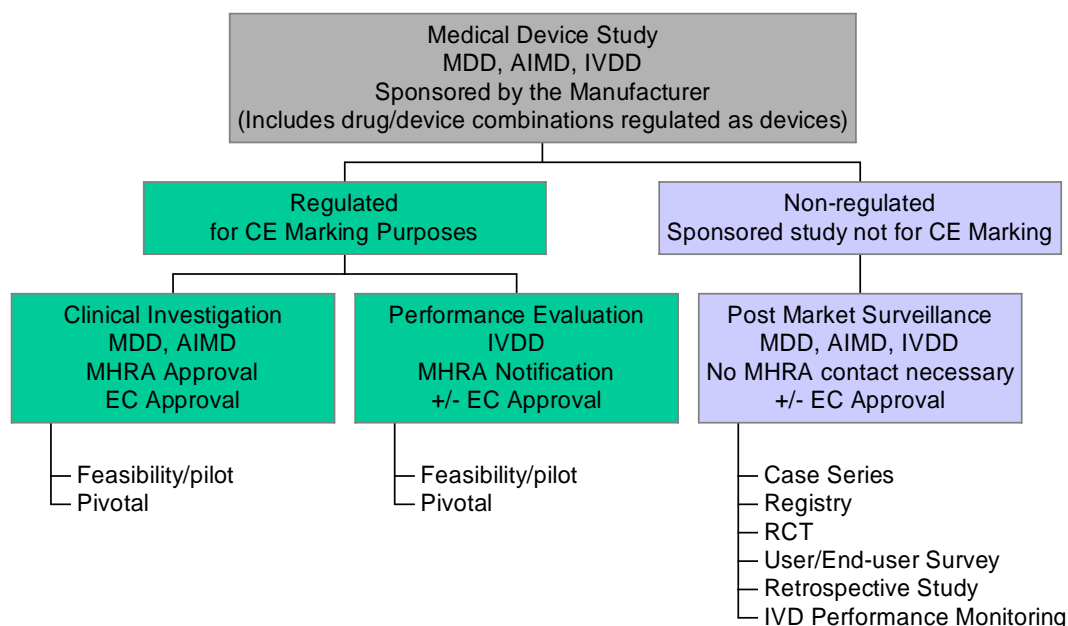 Medical Device Study
MDD, AIMD, IVDD
Sponsored by the Manufacturer
(Includes drug/device combinations regulated as devices)
Regulated
for CE Marking Purposes
Non-regulated
Sponsored study not for CE Marking
Clinical Investigation
MDD, AIMD
MHRA Approval
EC Approval
Performance Evaluation
IVDD
MHRA Notification
+/- EC Approval
Post Market Surveillance
MDD, AIMD, IVDD
No MHRA contact necessary
+/- EC Approval
Feasibility/pilot
Pivotal
Feasibility/pilot
Pivotal
Case Series
Registry
RCT
User/End-user Survey
Retrospective Study
IVD Performance Monitoring